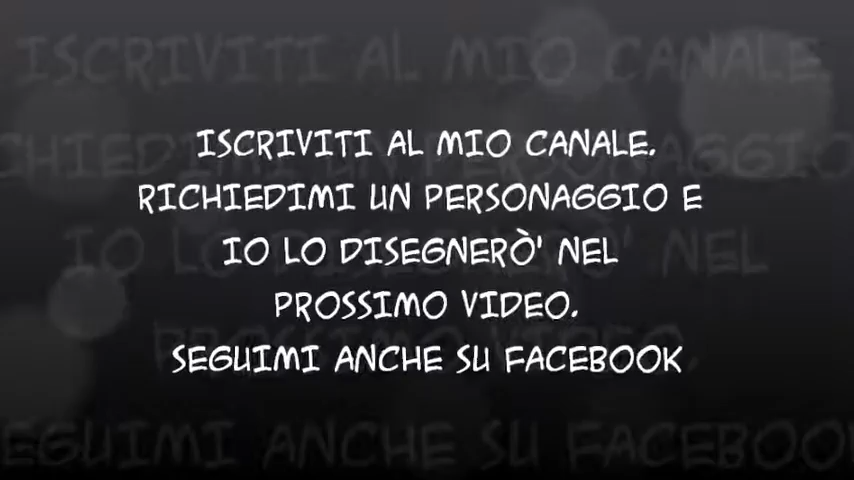 ISCRIVITI AL MIO CANALE.
RICHIEDIMI UN PERSONAGGIO E
IO LO DISEGNERÒ' NEL
PROSSIMO VIDEO.
SEGUIMI ANCHE SU FACEBOOK